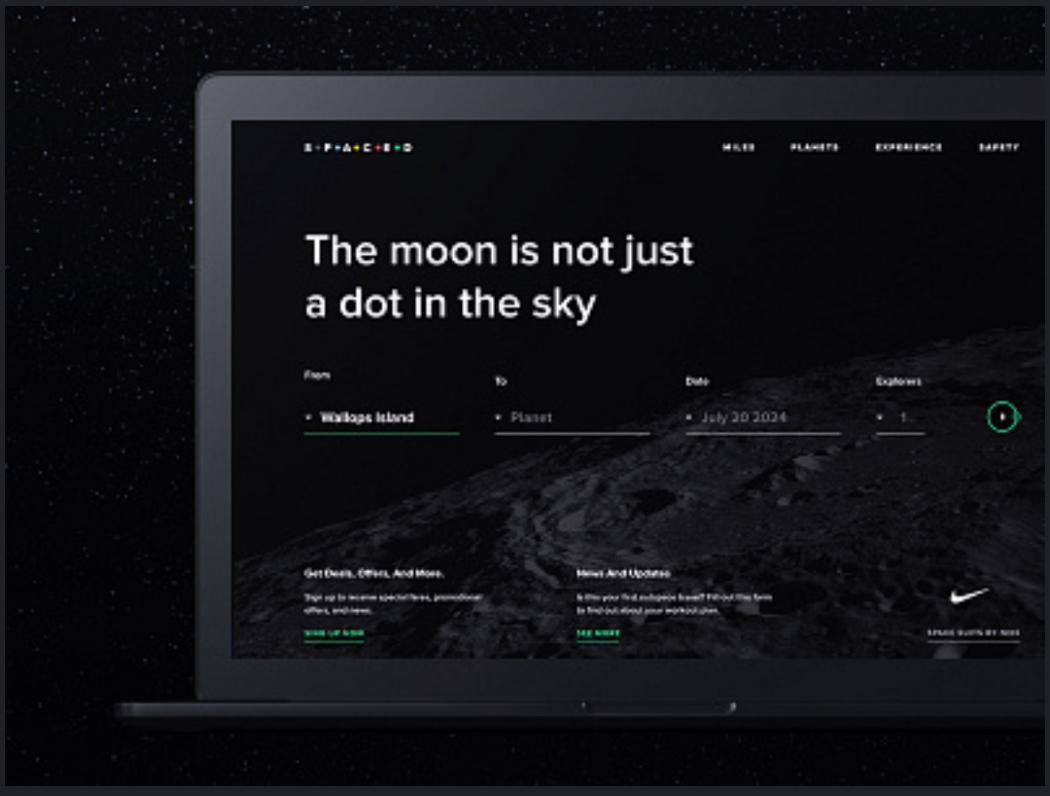 S+P+A+C+E+D
MILES PLANETS EXPERIENCE SAFETY
The moon is not just
a dot in the sky
From
To
Date
Explorers
Wallops Island
Planet
July 20 2024
1
Get Deals, Offers, And More.
Sign up to receive special fares, promotional
offers, and news.
SIGN UP NOW
News And Updates
Is this your first subspace travel? Fill out this form
to find out about your workout plan.
SEE MORE
SPACE SUITS BY NIKE